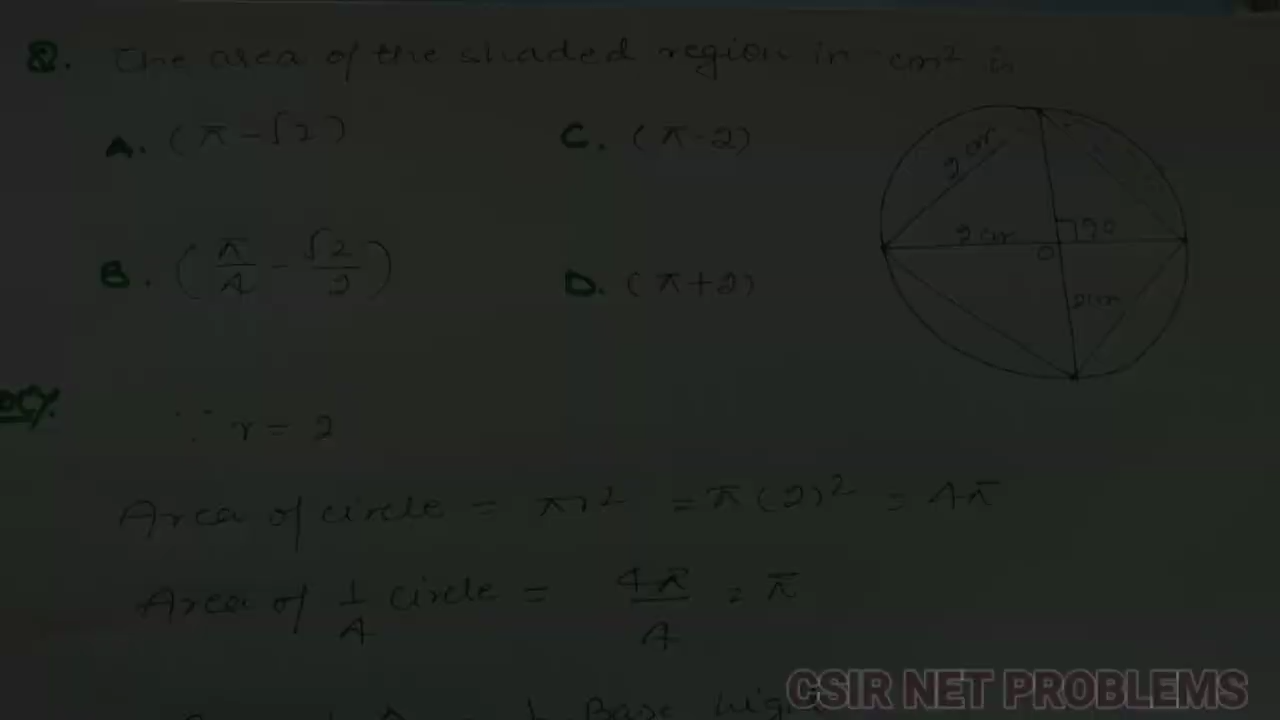 Q. The area of the shaded region in cm² is
A. (π - √2) C. (π - 2)
B. (π/4 - √2/2) D. (π + 2)
2 cm
2 cm 90
O
2 cm
∵ r = 2
Area of circle = πr² = π(2)² = 4π
Area of 1/4 circle = 4π/4 = π
Base
CSIR NET PROBLEMS